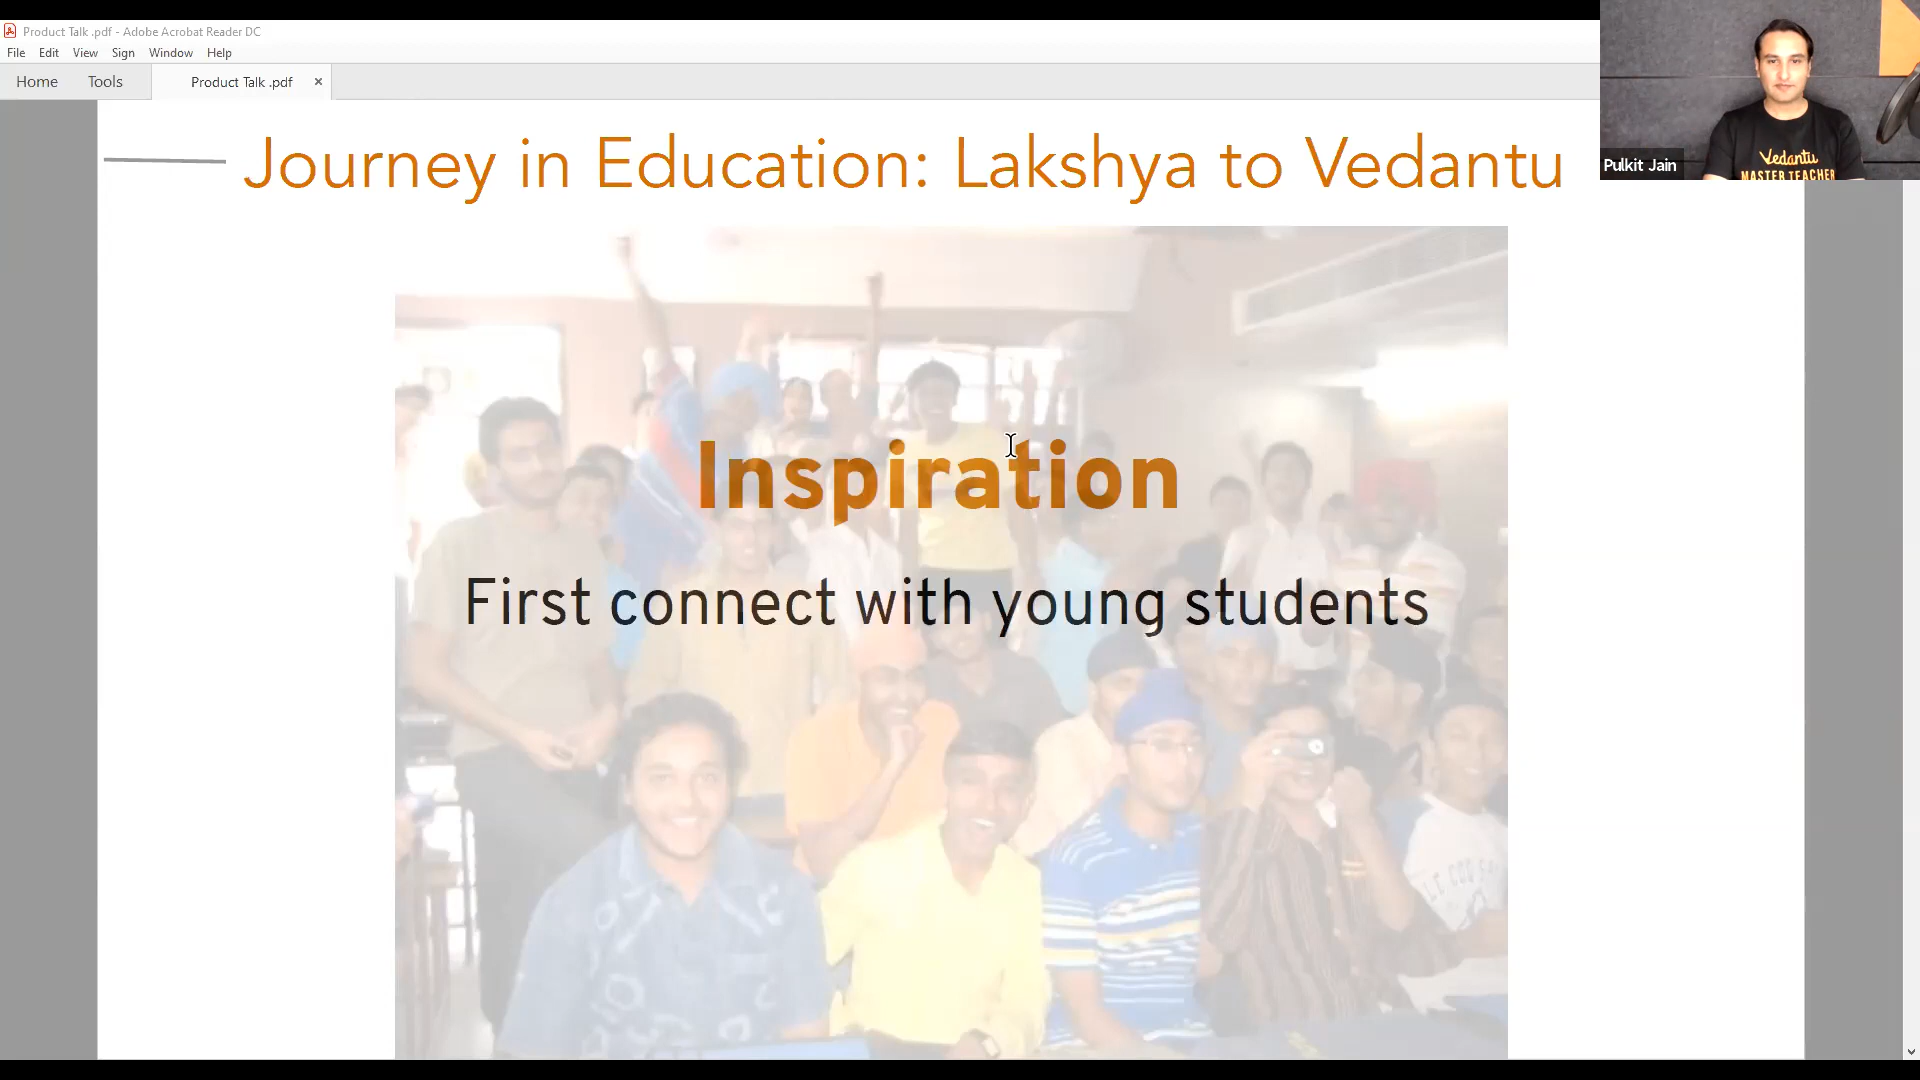 Product Talk .pdf - Adobe Acrobat Reader DC
File Edit View Sign Window Help
Home Tools Product Talk .pdf ×
Journey in Education: Lakshya to Vedantu
Vedantu
MASTER TEACHER
Pulkit Jain
Inspiration
First connect with young students